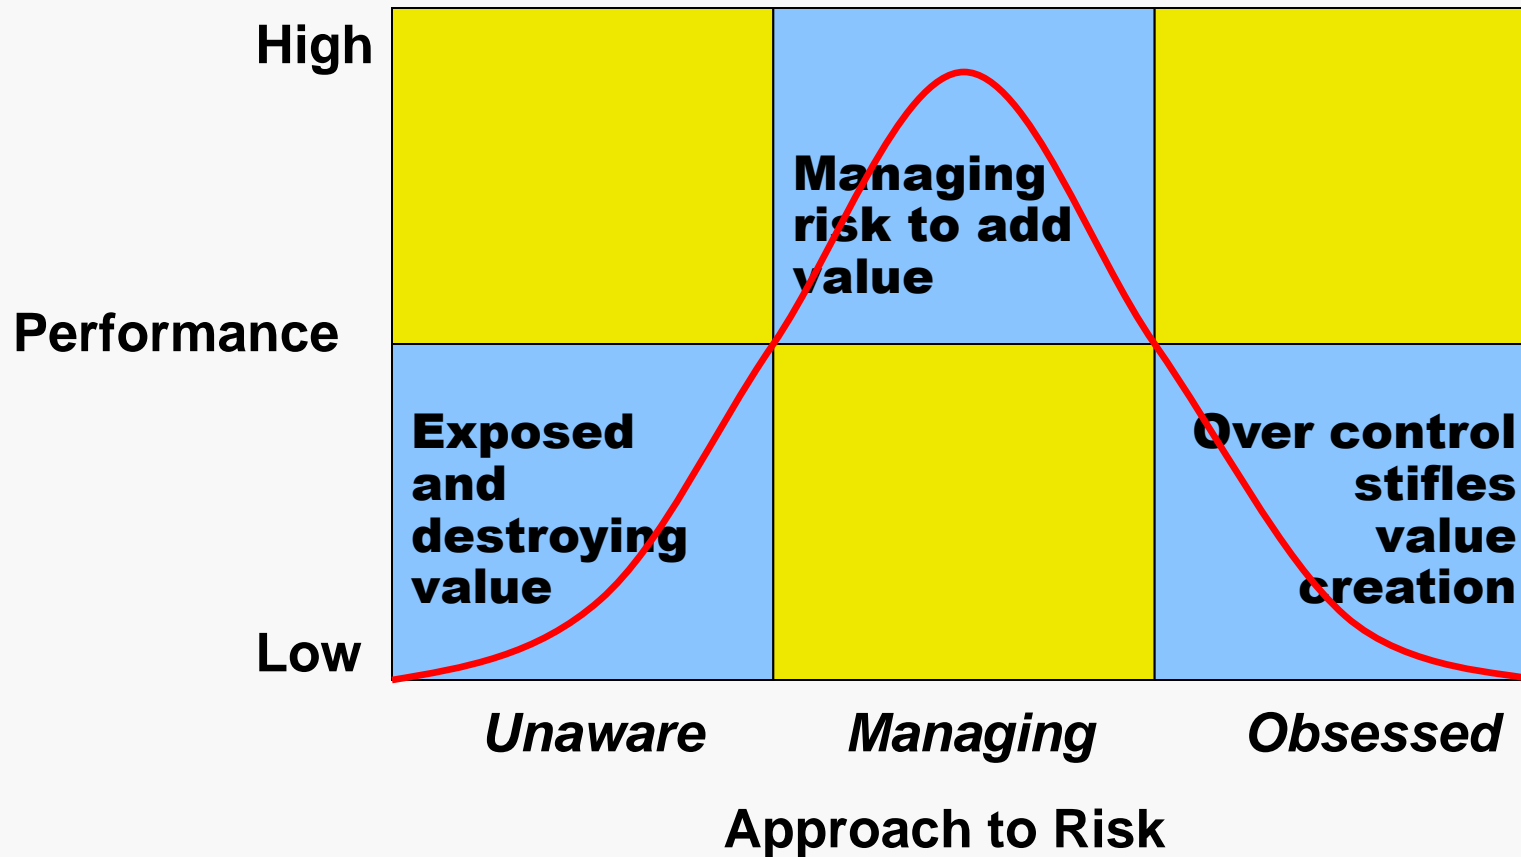 High
Managing
risk to add
value
Performance
Exposed
and
destroying
value
Over control
stifles
value
creation
Low
Unaware
Managing
Obsessed
Approach to Risk